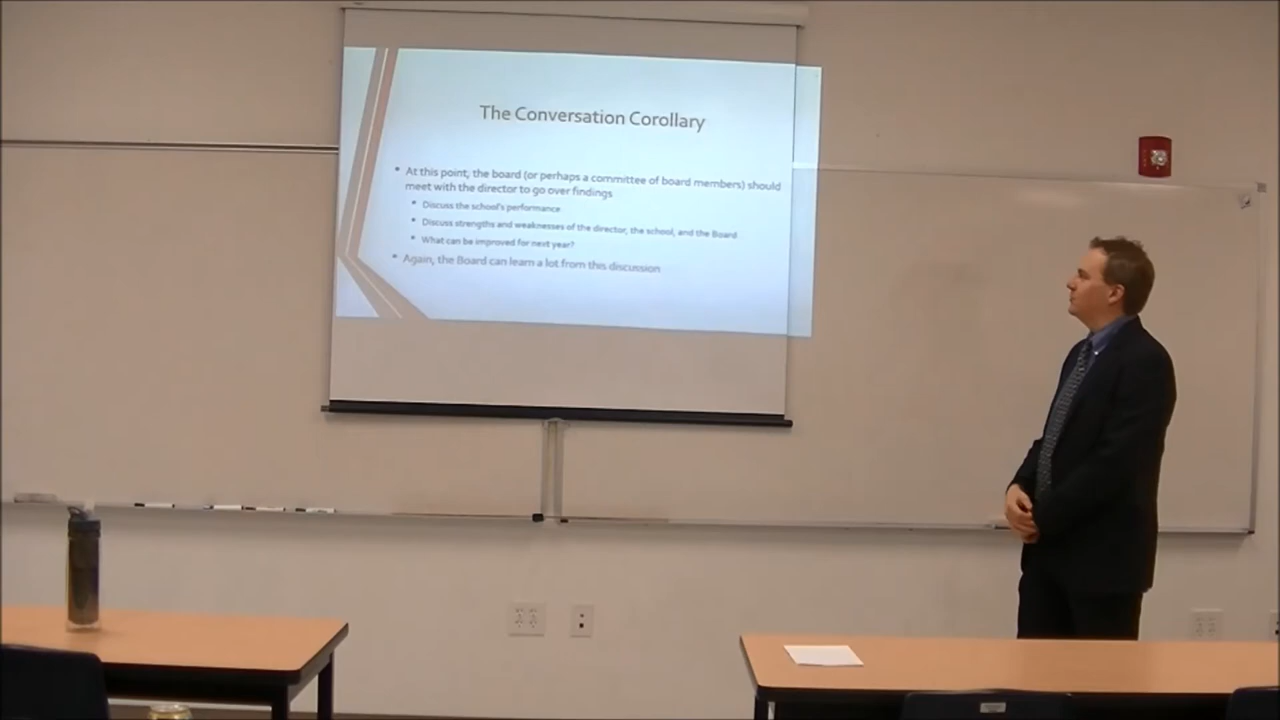 The Conversation Corollary
At this point, the board (or perhaps a committee of board members) should
meet with the director to go over findings
Discuss the school's performance
Discuss strengths and weaknesses of the director, the school, and the Board
What can be improved for next year?
Again, the Board can learn a lot from this discussion